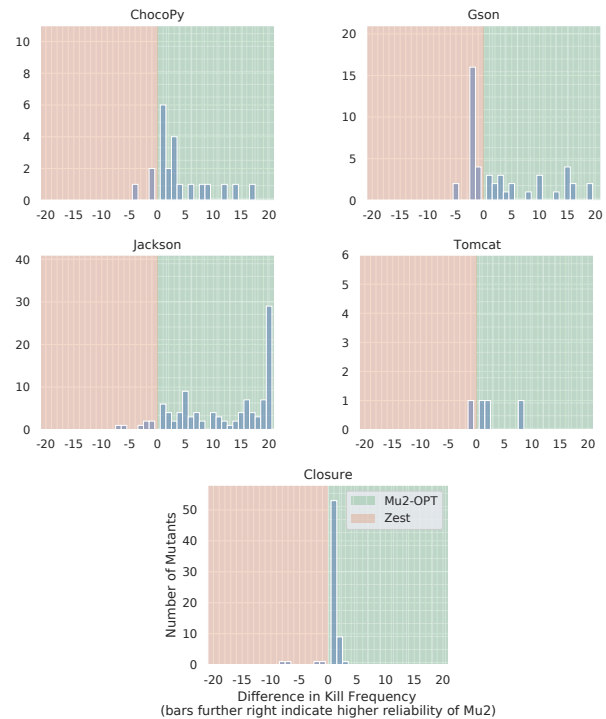 ChocoPy
10
8
6
4
2
0
-20 -15 -10 -5 0 5 10 15 20
Gson
20
15
10
5
0
-20 -15 -10 -5 0 5 10 15 20
Jackson
40
30
20
10
0
-20 -15 -10 -5 0 5 10 15 20
Tomcat
6
5
4
3
2
1
0
-20 -15 -10 -5 0 5 10 15 20
Closure
Number of Mutants
50
40
30
20
10
0
Mu2-OPT
Zest
-20 -15 -10 -5 0 5 10 15 20
Difference in Kill Frequency
(bars further right indicate higher reliability of Mu2)